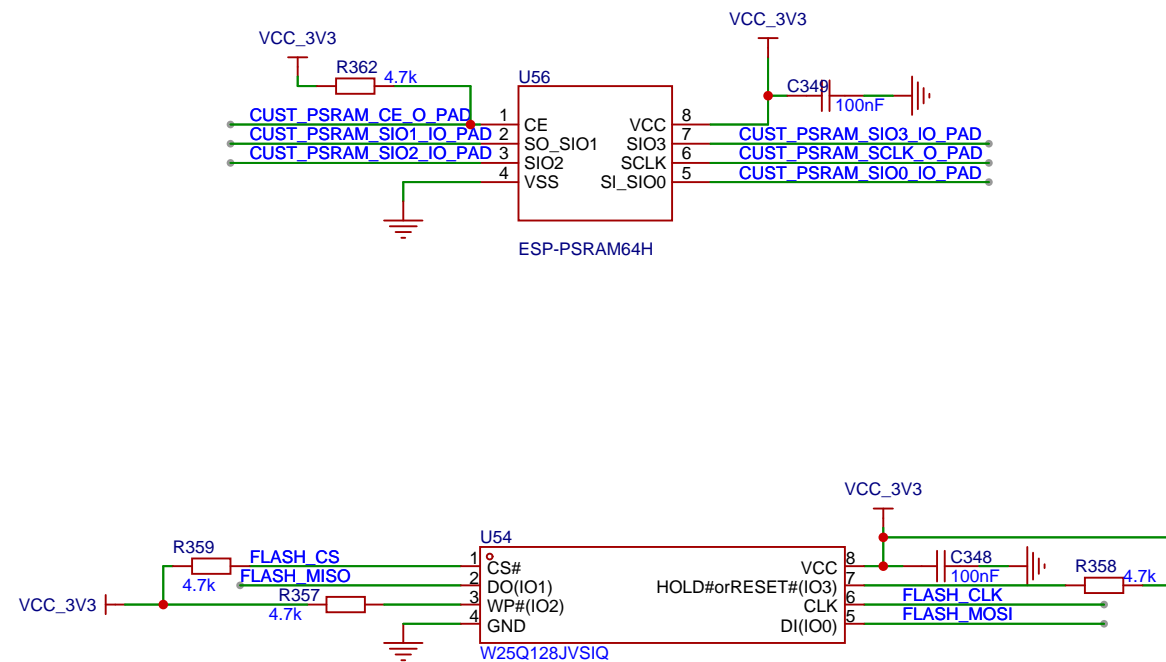 VCC_3V3
VCC_3V3
R362
4.7k
U56
C349
100nF
CUST_PSRAM_CE_O_PAD
1
CE
VCC
8
CUST_PSRAM_SIO1_IO_PAD
2
SO_SIO1
SIO3
7
CUST_PSRAM_SIO3_IO_PAD
CUST_PSRAM_SIO2_IO_PAD
3
SIO2
SCLK
6
CUST_PSRAM_SCLK_O_PAD
4
VSS
SI_SIO0
5
CUST_PSRAM_SIO0_IO_PAD
ESP-PSRAM64H
VCC_3V3
U54
R359
4.7k
FLASH_CS
1
CS#
VCC
8
C348
100nF
FLASH_MISO
2
DO(IO1)
HOLD#orRESET#(IO3)
7
R358
4.7k
VCC_3V3
R357
4.7k
3
WP#(IO2)
CLK
6
FLASH_CLK
4
GND
DI(IO0)
5
FLASH_MOSI
W25Q128JVSIQ